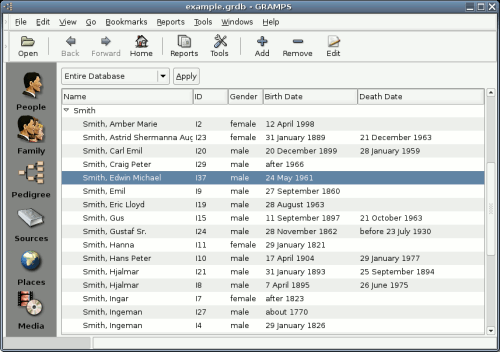 example.grdb - GRAMPS
File Edit View Go Bookmarks Reports Tools Windows Help
Open Back Forward Home Reports Tools Add Remove Edit
People
Family
Pedigree
Sources
Places
Media
Entire Database Apply
Name ID Gender Birth Date Death Date
Smith
Smith, Amber Marie I2 female 12 April 1998
Smith, Astrid Shermanna Aug I23 female 31 January 1889 21 December 1963
Smith, Carl Emil I20 male 20 December 1899 28 January 1959
Smith, Craig Peter I29 male after 1966
Smith, Edwin Michael I37 male 24 May 1961
Smith, Emil I9 male 27 September 1860
Smith, Eric Lloyd I19 male 28 August 1963
Smith, Gus I15 male 11 September 1897 21 October 1963
Smith, Gustaf Sr. I24 male 28 November 1862 before 23 July 1930
Smith, Hanna I11 female 29 January 1821
Smith, Hans Peter I10 male 17 April 1904 29 January 1977
Smith, Hjalmar I21 male 31 January 1893 25 September 1894
Smith, Hjalmar I8 male 7 April 1895 26 June 1975
Smith, Ingar I7 female after 1823
Smith, Ingeman I27 male about 1770
Smith, Ingeman I4 male 29 January 1826